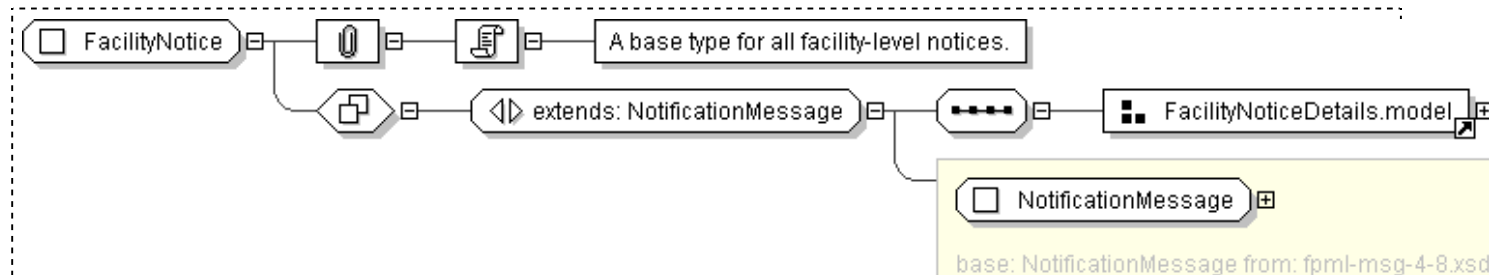 FacilityNotice
A base type for all facility-level notices.
extends: NotificationMessage
FacilityNoticeDetails.model
NotificationMessage
base: NotificationMessage from: fpml-msg-4-8.xsd